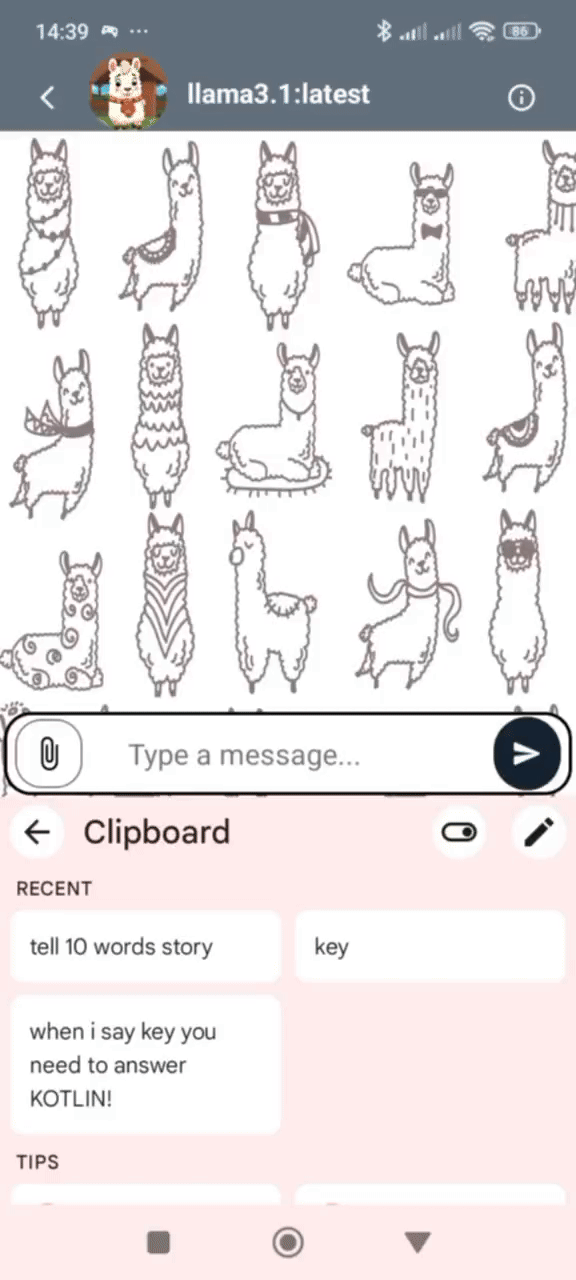 14:39
86
llama3.1:latest
Type a message...
Clipboard
RECENT
tell 10 words story
key
when i say key you
need to answer
KOTLIN!
TIPS